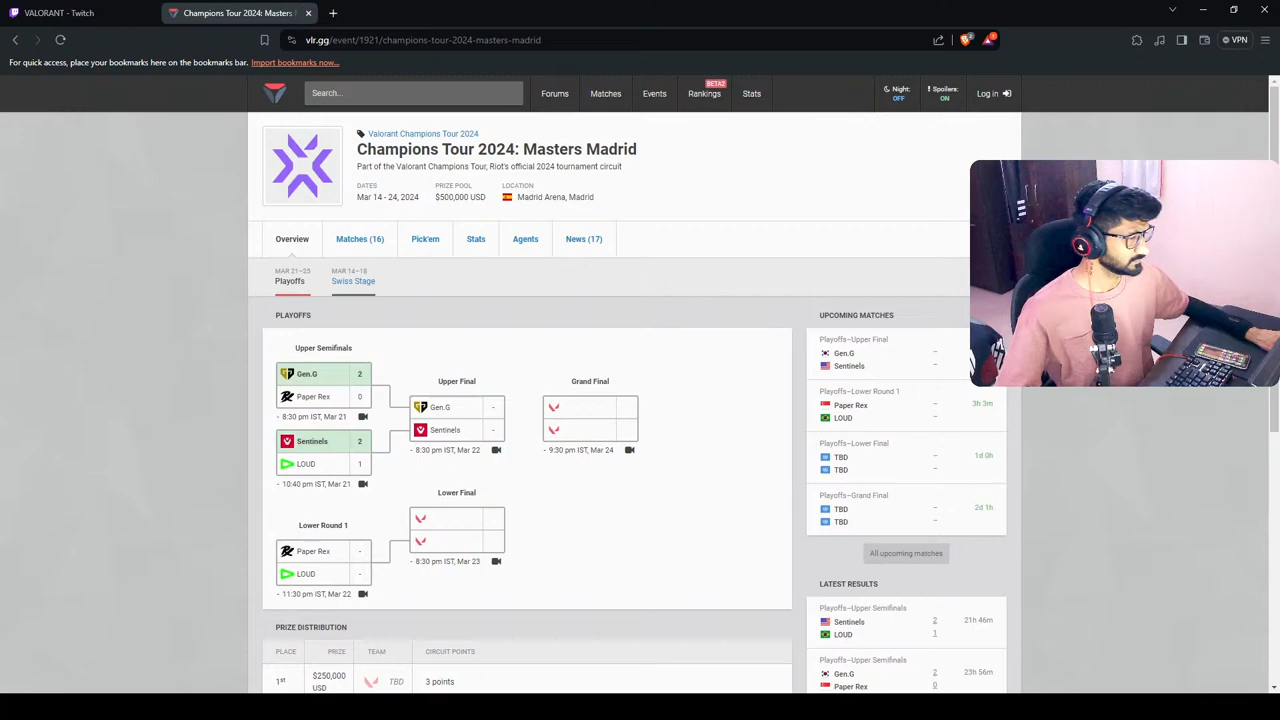 VALORANT - Twitch
Champions Tour 2024: Masters M
vlr.gg/event/1921/champions-tour-2024-masters-madrid
VPN
For quick access, place your bookmarks here on the bookmarks bar. Import bookmarks now...
Search...
Forums
Matches
Events
BETA2
Rankings
Stats
Night:
OFF
Spoilers:
ON
Log in
Valorant Champions Tour 2024
Champions Tour 2024: Masters Madrid
Part of the Valorant Champions Tour, Riot's official 2024 tournament circuit
DATES
Mar 14 - 24, 2024
PRIZE POOL
$500,000 USD
LOCATION
Madrid Arena, Madrid
Overview
Matches (16)
Pick'em
Stats
Agents
News (17)
MAR 21–25
Playoffs
MAR 14–18
Swiss Stage
PLAYOFFS
Upper Semifinals
Gen.G 2
Paper Rex 0
- 8:30 pm IST, Mar 21
Sentinels 2
LOUD 1
- 10:40 pm IST, Mar 21
Lower Round 1
Paper Rex -
LOUD -
- 11:30 pm IST, Mar 22
Upper Final
Gen.G -
Sentinels -
- 8:30 pm IST, Mar 22
Lower Final
- 8:30 pm IST, Mar 23
Grand Final
- 9:30 pm IST, Mar 24
PRIZE DISTRIBUTION
PLACE PRIZE TEAM CIRCUIT POINTS
1st $250,000 USD TBD 3 points
UPCOMING MATCHES
Playoffs–Upper Final
Gen.G –
Sentinels –
Playoffs–Lower Round 1
Paper Rex – 3h 3m
LOUD –
Playoffs–Lower Final
TBD – 1d 0h
TBD –
Playoffs–Grand Final
TBD – 2d 1h
TBD –
All upcoming matches
LATEST RESULTS
Playoffs–Upper Semifinals
Sentinels 2 21h 46m
LOUD 1
Playoffs–Upper Semifinals
Gen.G 2 23h 56m
Paper Rex 0